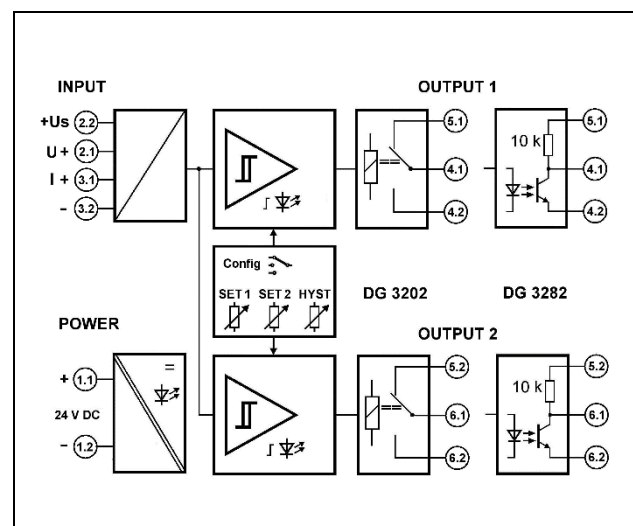 INPUT
OUTPUT 1
+Us 2.2
U+ 2.1
I + 3.1
− 3.2
5.1
4.1
4.2
10 k
5.1
4.1
4.2
Config
SET 1 SET 2 HYST
DG 3202
DG 3282
POWER
OUTPUT 2
+ 1.1
24 V DC
− 1.2
=
5.2
6.1
6.2
10 k
5.2
6.1
6.2